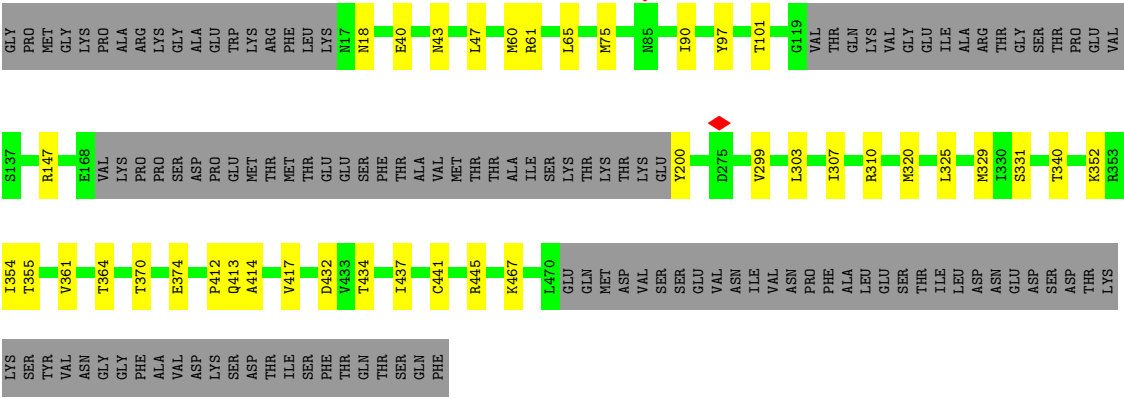 GLY PRO MET GLY LYS PRO ALA ARG LYS GLY ALA GLU TRP LYS ARG PHE LEU LYS N17 N18 E40 N43 L47 M60 R61 L65 M75 N85 I90 Y97 T101 G119 VAL THR GLN LYS VAL GLY GLU ILE ALA ARG THR GLY SER THR PRO GLU VAL
S137 R147 E168 VAL LYS PRO PRO SER ASP PRO GLU MET THR MET THR GLU GLU SER PHE THR ALA VAL MET THR THR ALA ILE SER LYS THR LYS THR LYS GLU Y200 D275 V299 L303 I307 R310 M320 L325 M329 I330 S331 T340 K352 R353
I354 T355 V361 T364 T370 E374 P412 Q413 A414 V417 D432 V433 T434 I437 C441 R445 K467 L470 GLU GLN MET ASP VAL SER SER GLU VAL ASN ILE VAL ASN PRO PHE ALA LEU GLU SER THR ILE LEU ASP ASN GLU ASP SER ASP THR LYS
LYS SER TYR VAL ASN GLY GLY PHE ALA VAL ASP LYS SER ASP THR ILE SER PHE THR GLN THR SER GLN PHE